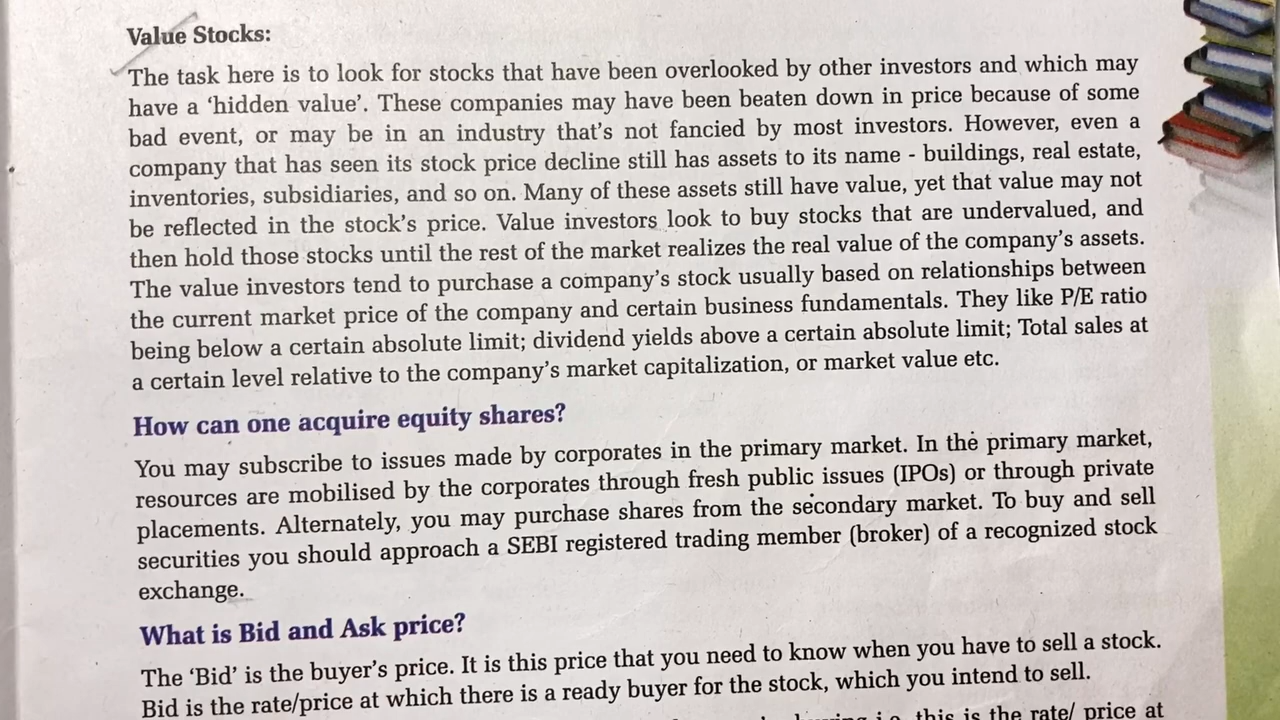 Value Stocks:
The task here is to look for stocks that have been overlooked by other investors and which may
have a ‘hidden value’. These companies may have been beaten down in price because of some
bad event, or may be in an industry that’s not fancied by most investors. However, even a
company that has seen its stock price decline still has assets to its name - buildings, real estate,
inventories, subsidiaries, and so on. Many of these assets still have value, yet that value may not
be reflected in the stock’s price. Value investors look to buy stocks that are undervalued, and
then hold those stocks until the rest of the market realizes the real value of the company’s assets.
The value investors tend to purchase a company’s stock usually based on relationships between
the current market price of the company and certain business fundamentals. They like P/E ratio
being below a certain absolute limit; dividend yields above a certain absolute limit; Total sales at
a certain level relative to the company’s market capitalization, or market value etc.
How can one acquire equity shares?
You may subscribe to issues made by corporates in the primary market. In the primary market,
resources are mobilised by the corporates through fresh public issues (IPOs) or through private
placements. Alternately, you may purchase shares from the secondary market. To buy and sell
securities you should approach a SEBI registered trading member (broker) of a recognized stock
exchange.
What is Bid and Ask price?
The ‘Bid’ is the buyer’s price. It is this price that you need to know when you have to sell a stock.
Bid is the rate/price at which there is a ready buyer for the stock, which you intend to sell.
i.e. this is the rate/ price at